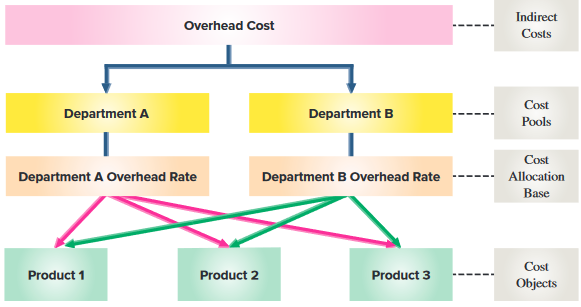 Overhead Cost
Indirect
Costs
Department A
Department B
Cost
Pools
Department A Overhead Rate
Department B Overhead Rate
Cost
Allocation
Base
Product 1
Product 2
Product 3
Cost
Objects